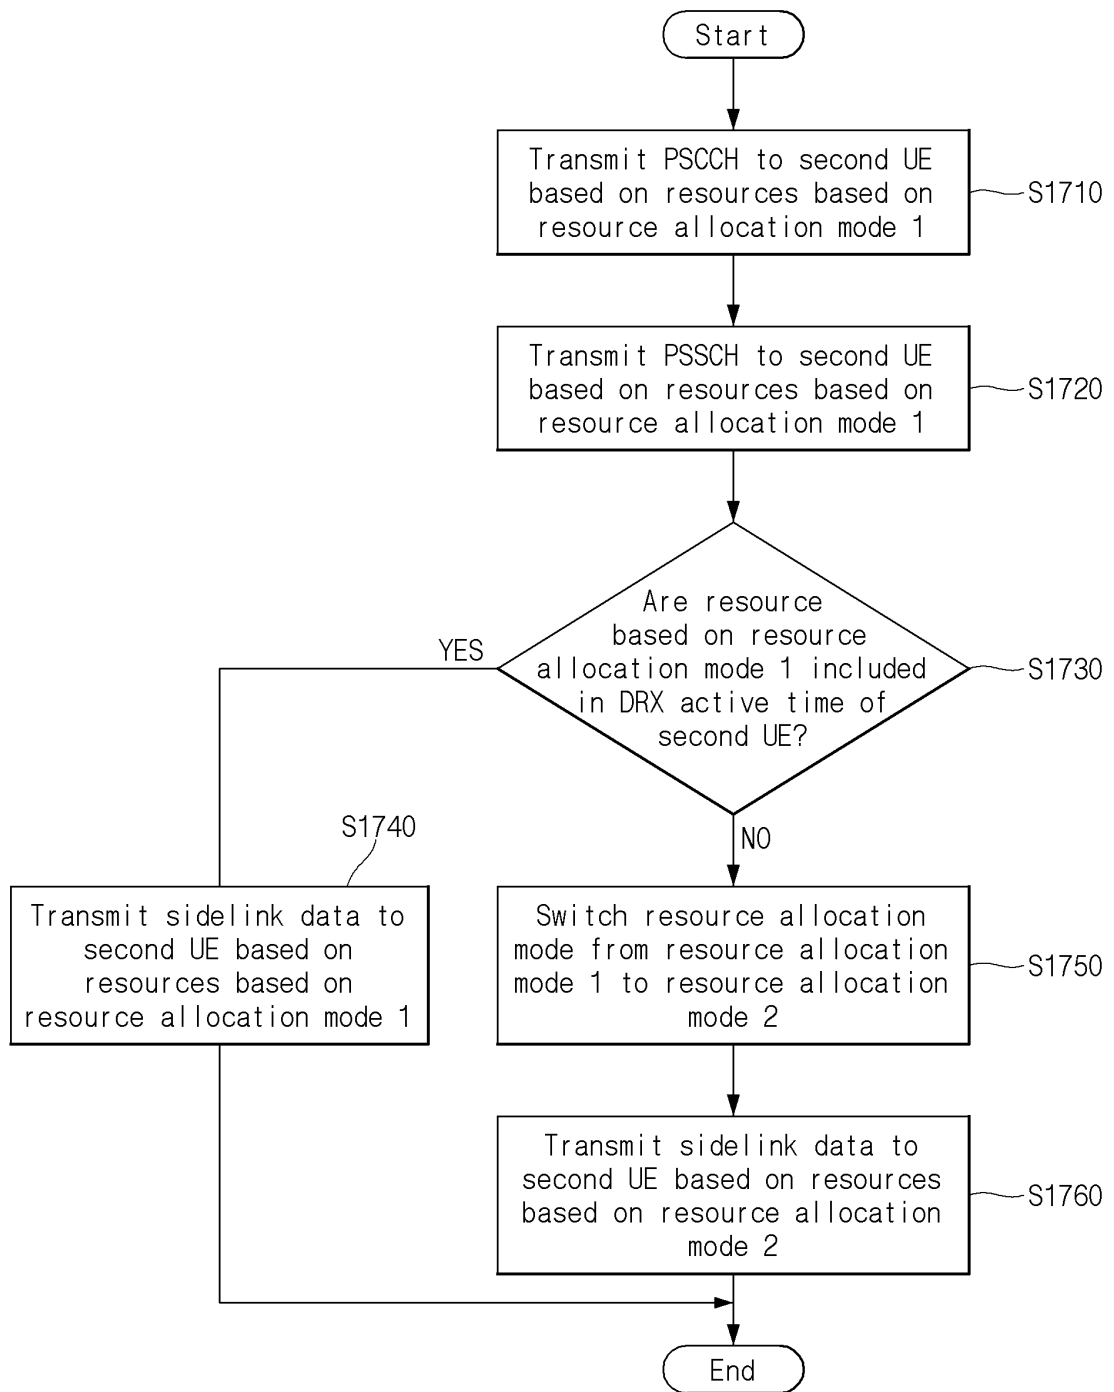 Start
Transmit PSCCH to second UE
based on resources based on
resource allocation mode 1
S1710
Transmit PSSCH to second UE
based on resources based on
resource allocation mode 1
S1720
Are resource
based on resource
allocation mode 1 included
in DRX active time of
second UE?
S1730
YES
NO
S1740
Transmit sidelink data to
second UE based on
resources based on
resource allocation mode 1
Switch resource allocation
mode from resource allocation
mode 1 to resource allocation
mode 2
S1750
Transmit sidelink data to
second UE based on resources
based on resource allocation
mode 2
S1760
End